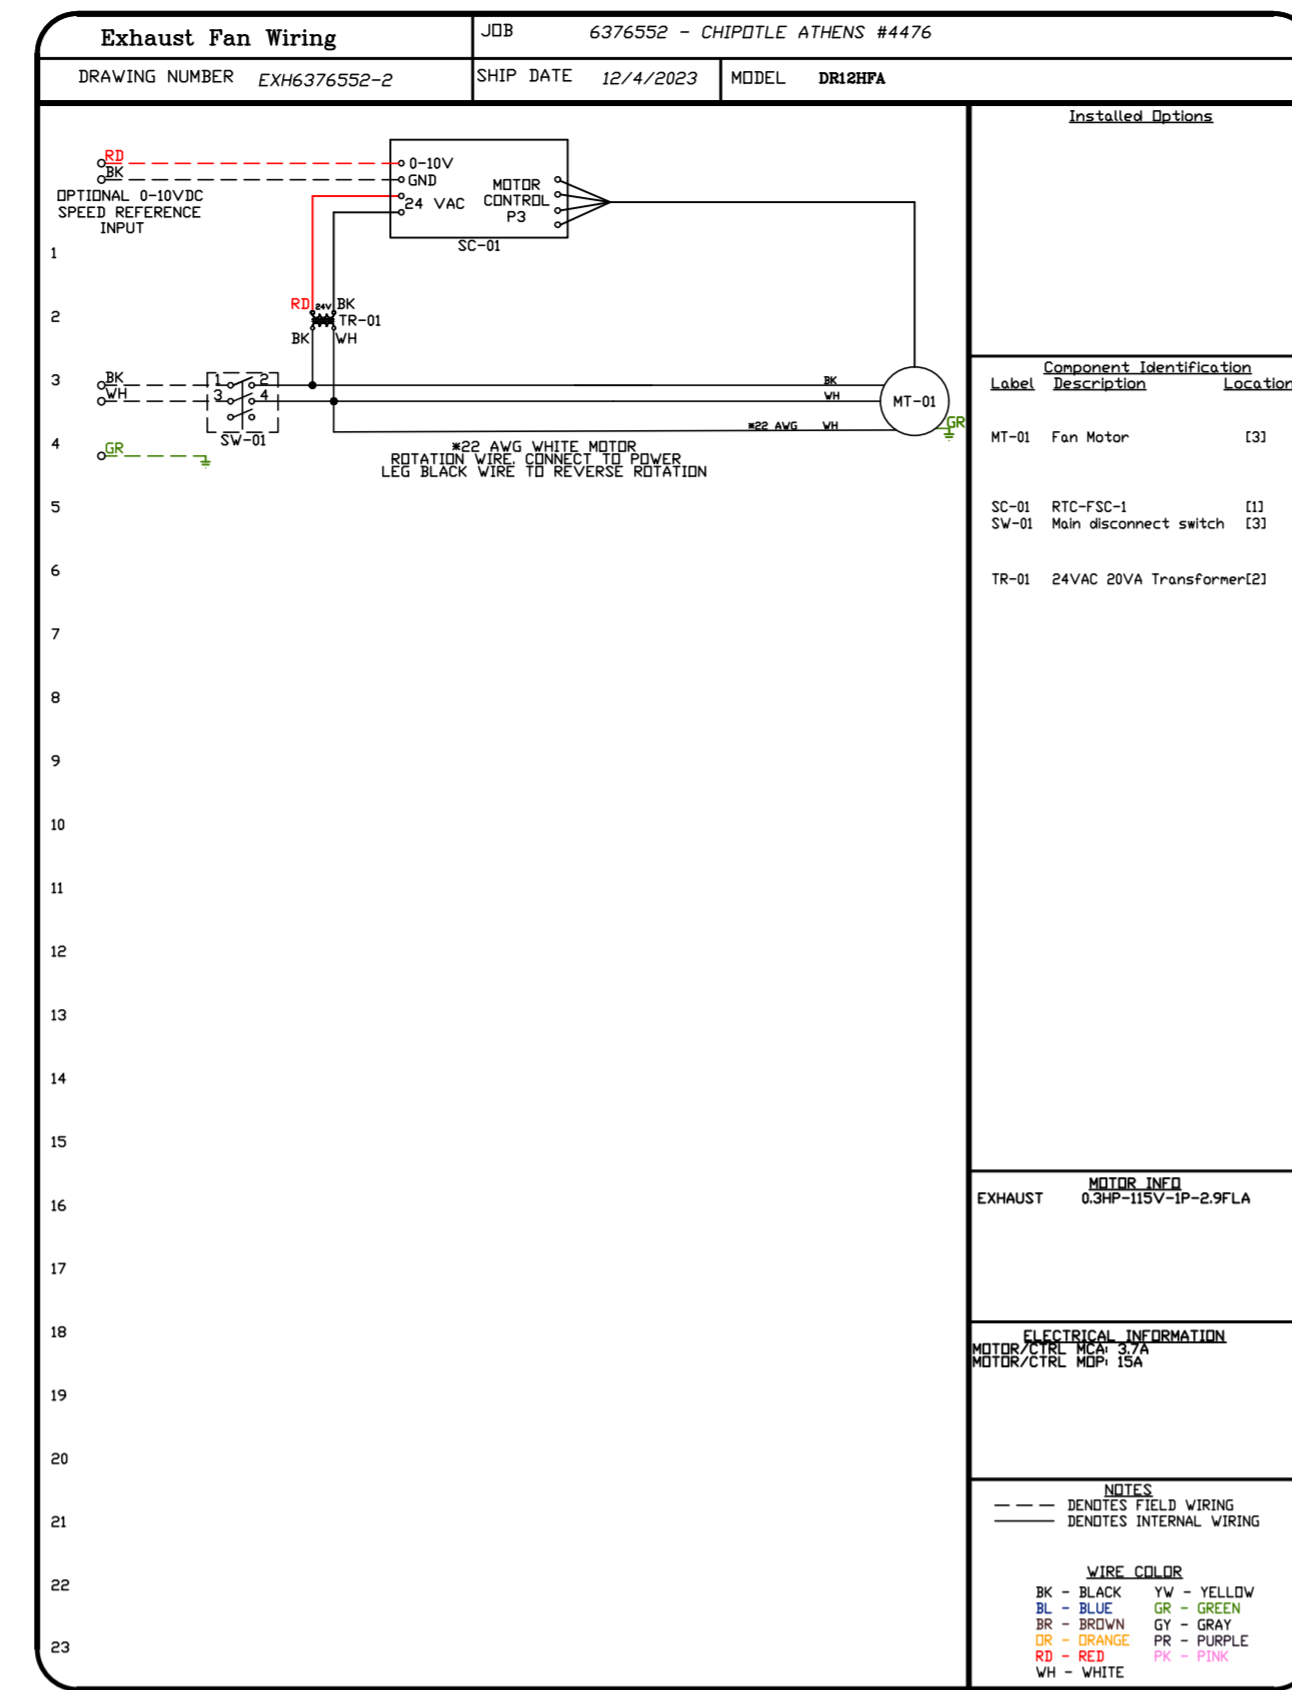 Exhaust Fan Wiring
JOB 6376552 - CHIPOTLE ATHENS #4476
DRAWING NUMBER EXH6376552-2
SHIP DATE 12/4/2023
MODEL DR12HFA
RD
BK
OPTIONAL 0-10VDC
SPEED REFERENCE
INPUT
0-10V
GND
24 VAC
MOTOR
CONTROL
P3
SC-01
RD 24V BK
TR-01
BK WH
BK
WH
1 2
3 4
SW-01
GR
BK
WH
*22 AWG WH
MT-01
GR
*22 AWG WHITE MOTOR
ROTATION WIRE. CONNECT TO POWER
LEG BLACK WIRE TO REVERSE ROTATION
1
2
3
4
5
6
7
8
9
10
11
12
13
14
15
16
17
18
19
20
21
22
23
Installed Options
Component Identification
Label Description Location
MT-01 Fan Motor [3]
SC-01 RTC-FSC-1 [1]
SW-01 Main disconnect switch [3]
TR-01 24VAC 20VA Transformer[2]
MOTOR INFO
EXHAUST 0.3HP-115V-1P-2.9FLA
ELECTRICAL INFORMATION
MOTOR/CTRL MCA: 3.7A
MOTOR/CTRL MOP: 15A
NOTES
DENOTES FIELD WIRING
DENOTES INTERNAL WIRING
WIRE COLOR
BK - BLACK YW - YELLOW
BL - BLUE GR - GREEN
BR - BROWN GY - GRAY
OR - ORANGE PR - PURPLE
RD - RED PK - PINK
WH - WHITE